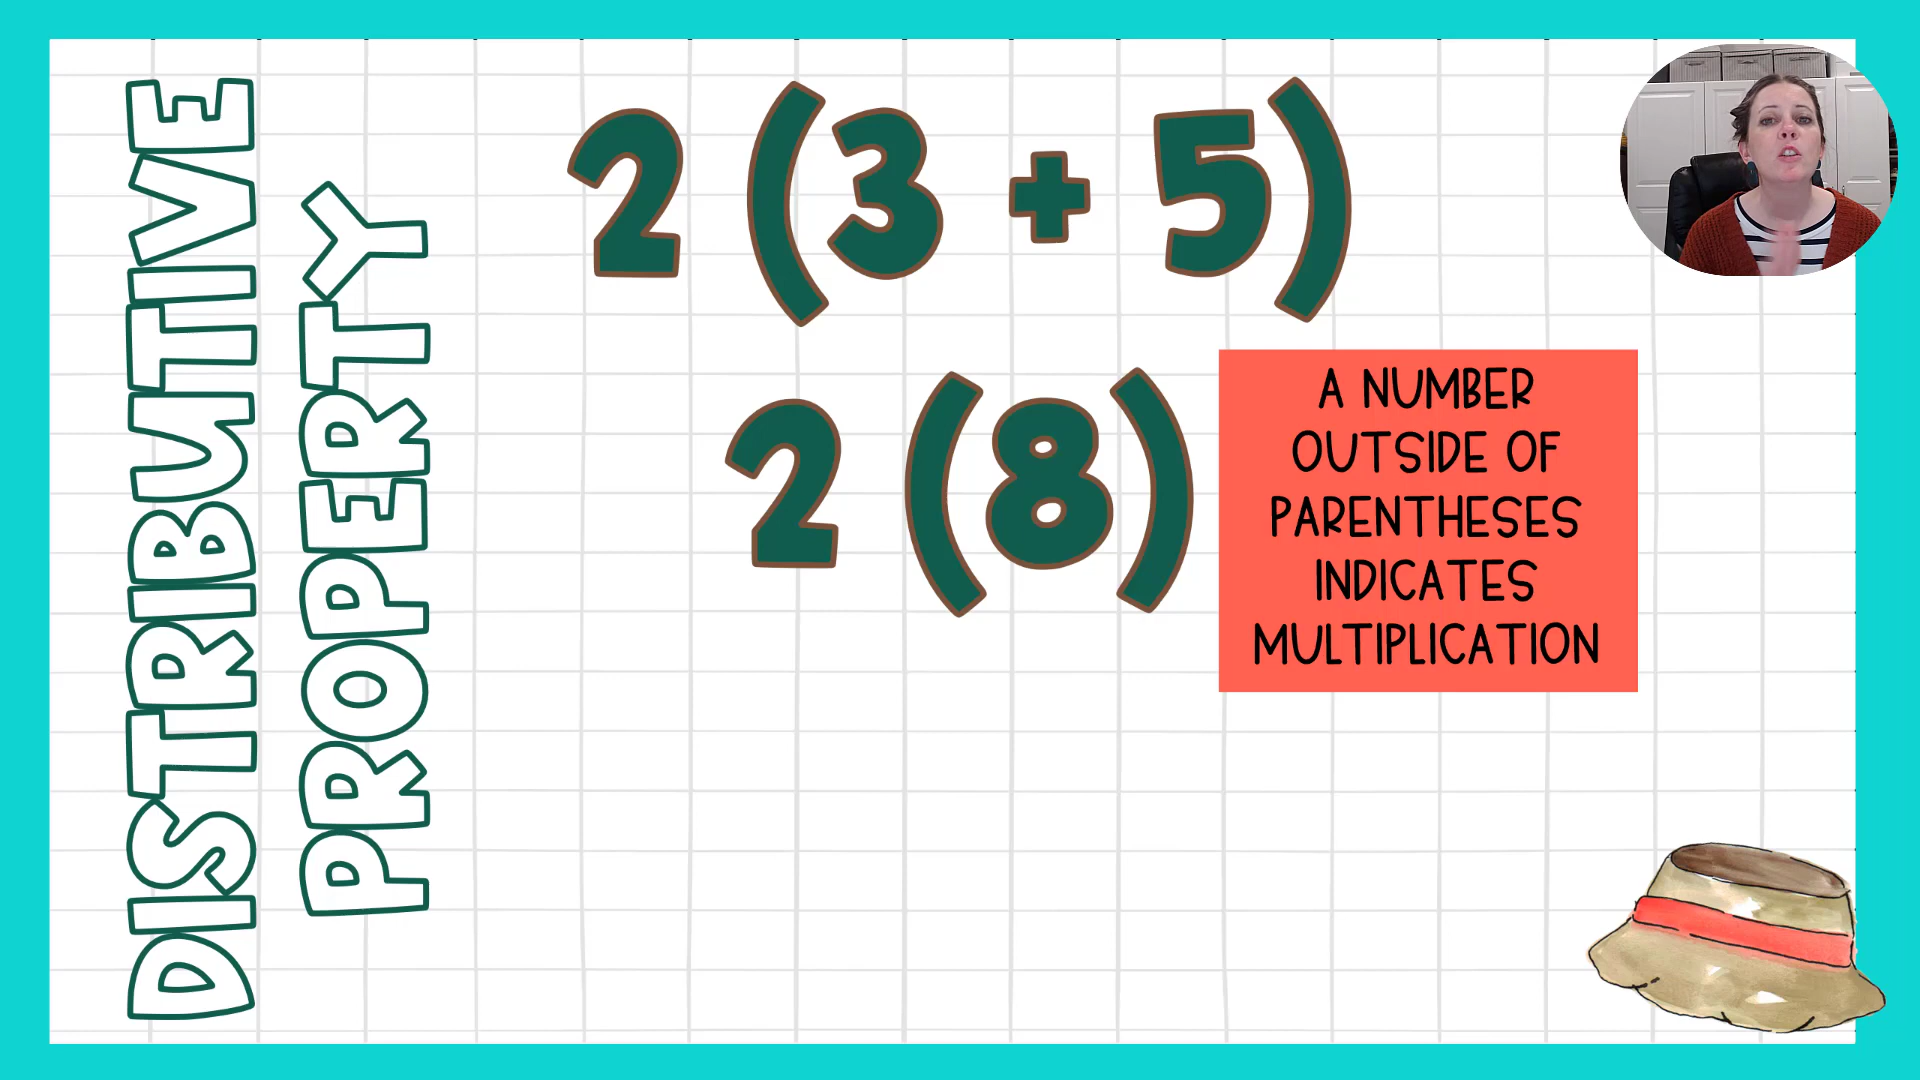 DISTRIBUTIVE
PROPERTY
2 (3 + 5)
2 (8)
A NUMBER
OUTSIDE OF
PARENTHESES
INDICATES
MULTIPLICATION